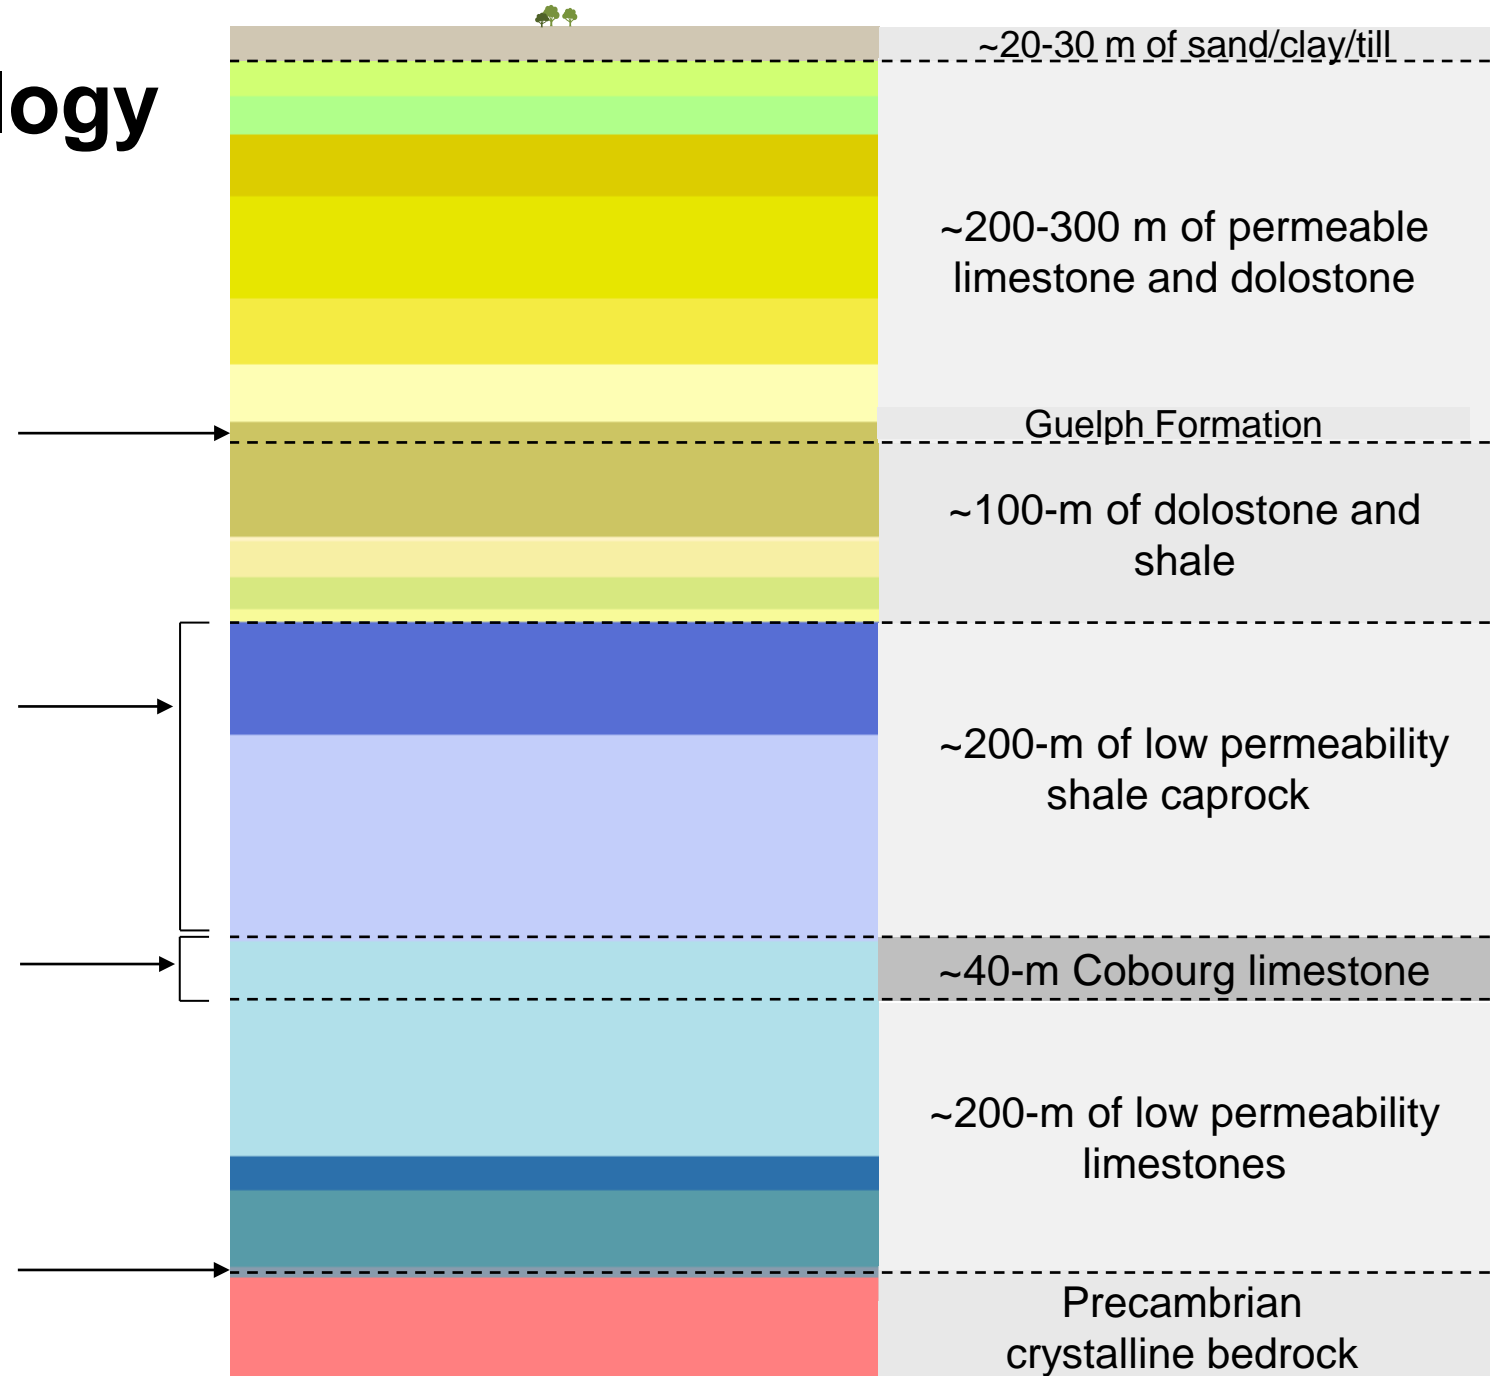 logy
~20-30 m of sand/clay/till
~200-300 m of permeable
limestone and dolostone
Guelph Formation
~100-m of dolostone and
shale
~200-m of low permeability
shale caprock
~40-m Cobourg limestone
~200-m of low permeability
limestones
Precambrian
crystalline bedrock